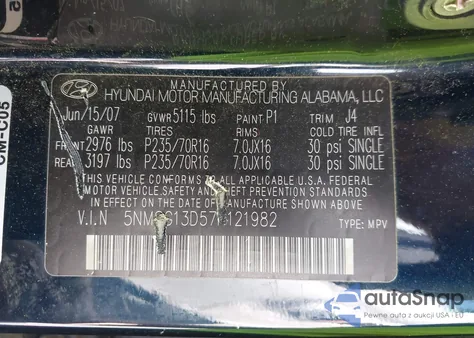 MANUFACTURED BY
HYUNDAI MOTOR MANUFACTURING ALABAMA, LLC
Jun/15/07 GVWR 5115 lbs PAINT P1 TRIM J4
GAWR TIRES RIMS
FRONT 2976 lbs P235/70R16 7.0JX16 30 psi SINGLE
REAR 3197 lbs P235/70R16 7.0JX16 30 psi SINGLE
THIS VEHICLE CONFORMS TO ALL APPLICABLE U.S.A FEDERAL
MOTOR VEHICLE SAFETY AND THEFT PREVENTION STANDARDS
IN EFFECT ON THE DATE OF MANUFACTURE SHOWN ABOVE.
V.I.N TYPE: MPV
CM-C05
autoSnap
Pewne auta z aukcji USA i EU